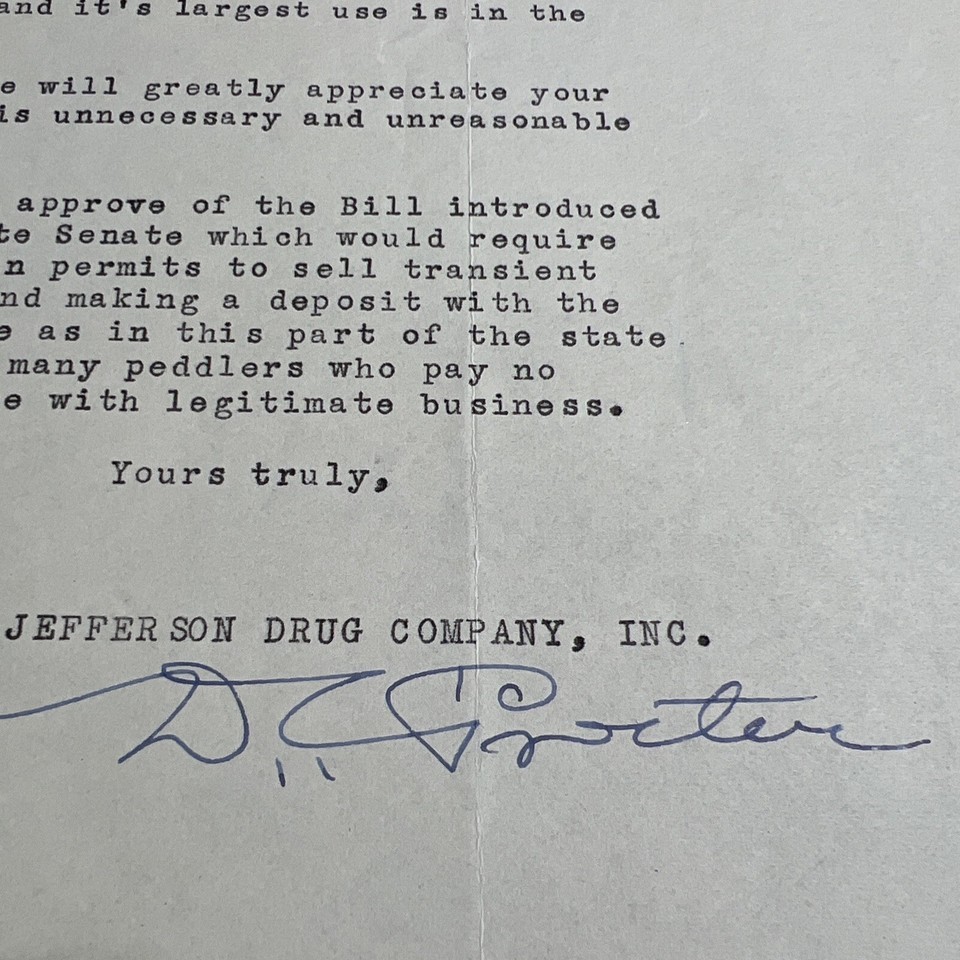 and it's largest use is in the
e will greatly appreciate your
is unnecessary and unreasonable
approve of the Bill introduced
te Senate which would require
n permits to sell transient
nd making a deposit with the
e as in this part of the state
many peddlers who pay no
e with legitimate business.
Yours truly,
JEFFERSON DRUG COMPANY, INC.
Porter